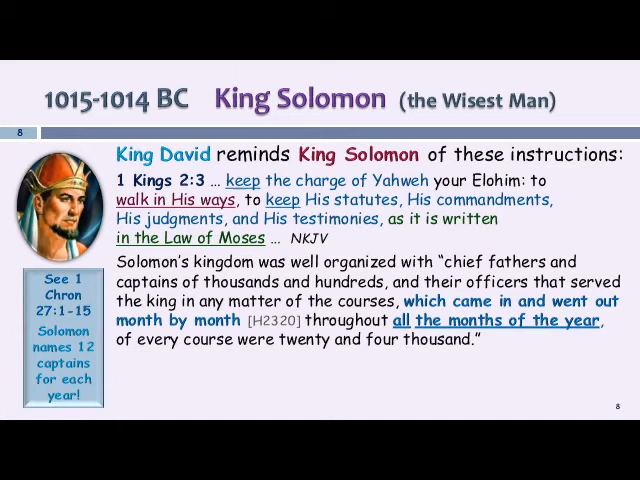 1015-1014 BC King Solomon (the Wisest Man)
8
King David reminds King Solomon of these instructions:
1 Kings 2:3 … keep the charge of Yahweh your Elohim: to
walk in His ways, to keep His statutes, His commandments,
His judgments, and His testimonies, as it is written
in the Law of Moses … NKJV
Solomon's kingdom was well organized with “chief fathers and
captains of thousands and hundreds, and their officers that served
the king in any matter of the courses, which came in and went out
month by month [H2320] throughout all the months of the year,
of every course were twenty and four thousand.”
See 1
Chron
27:1-15
Solomon
names 12
captains
for each
year!
8